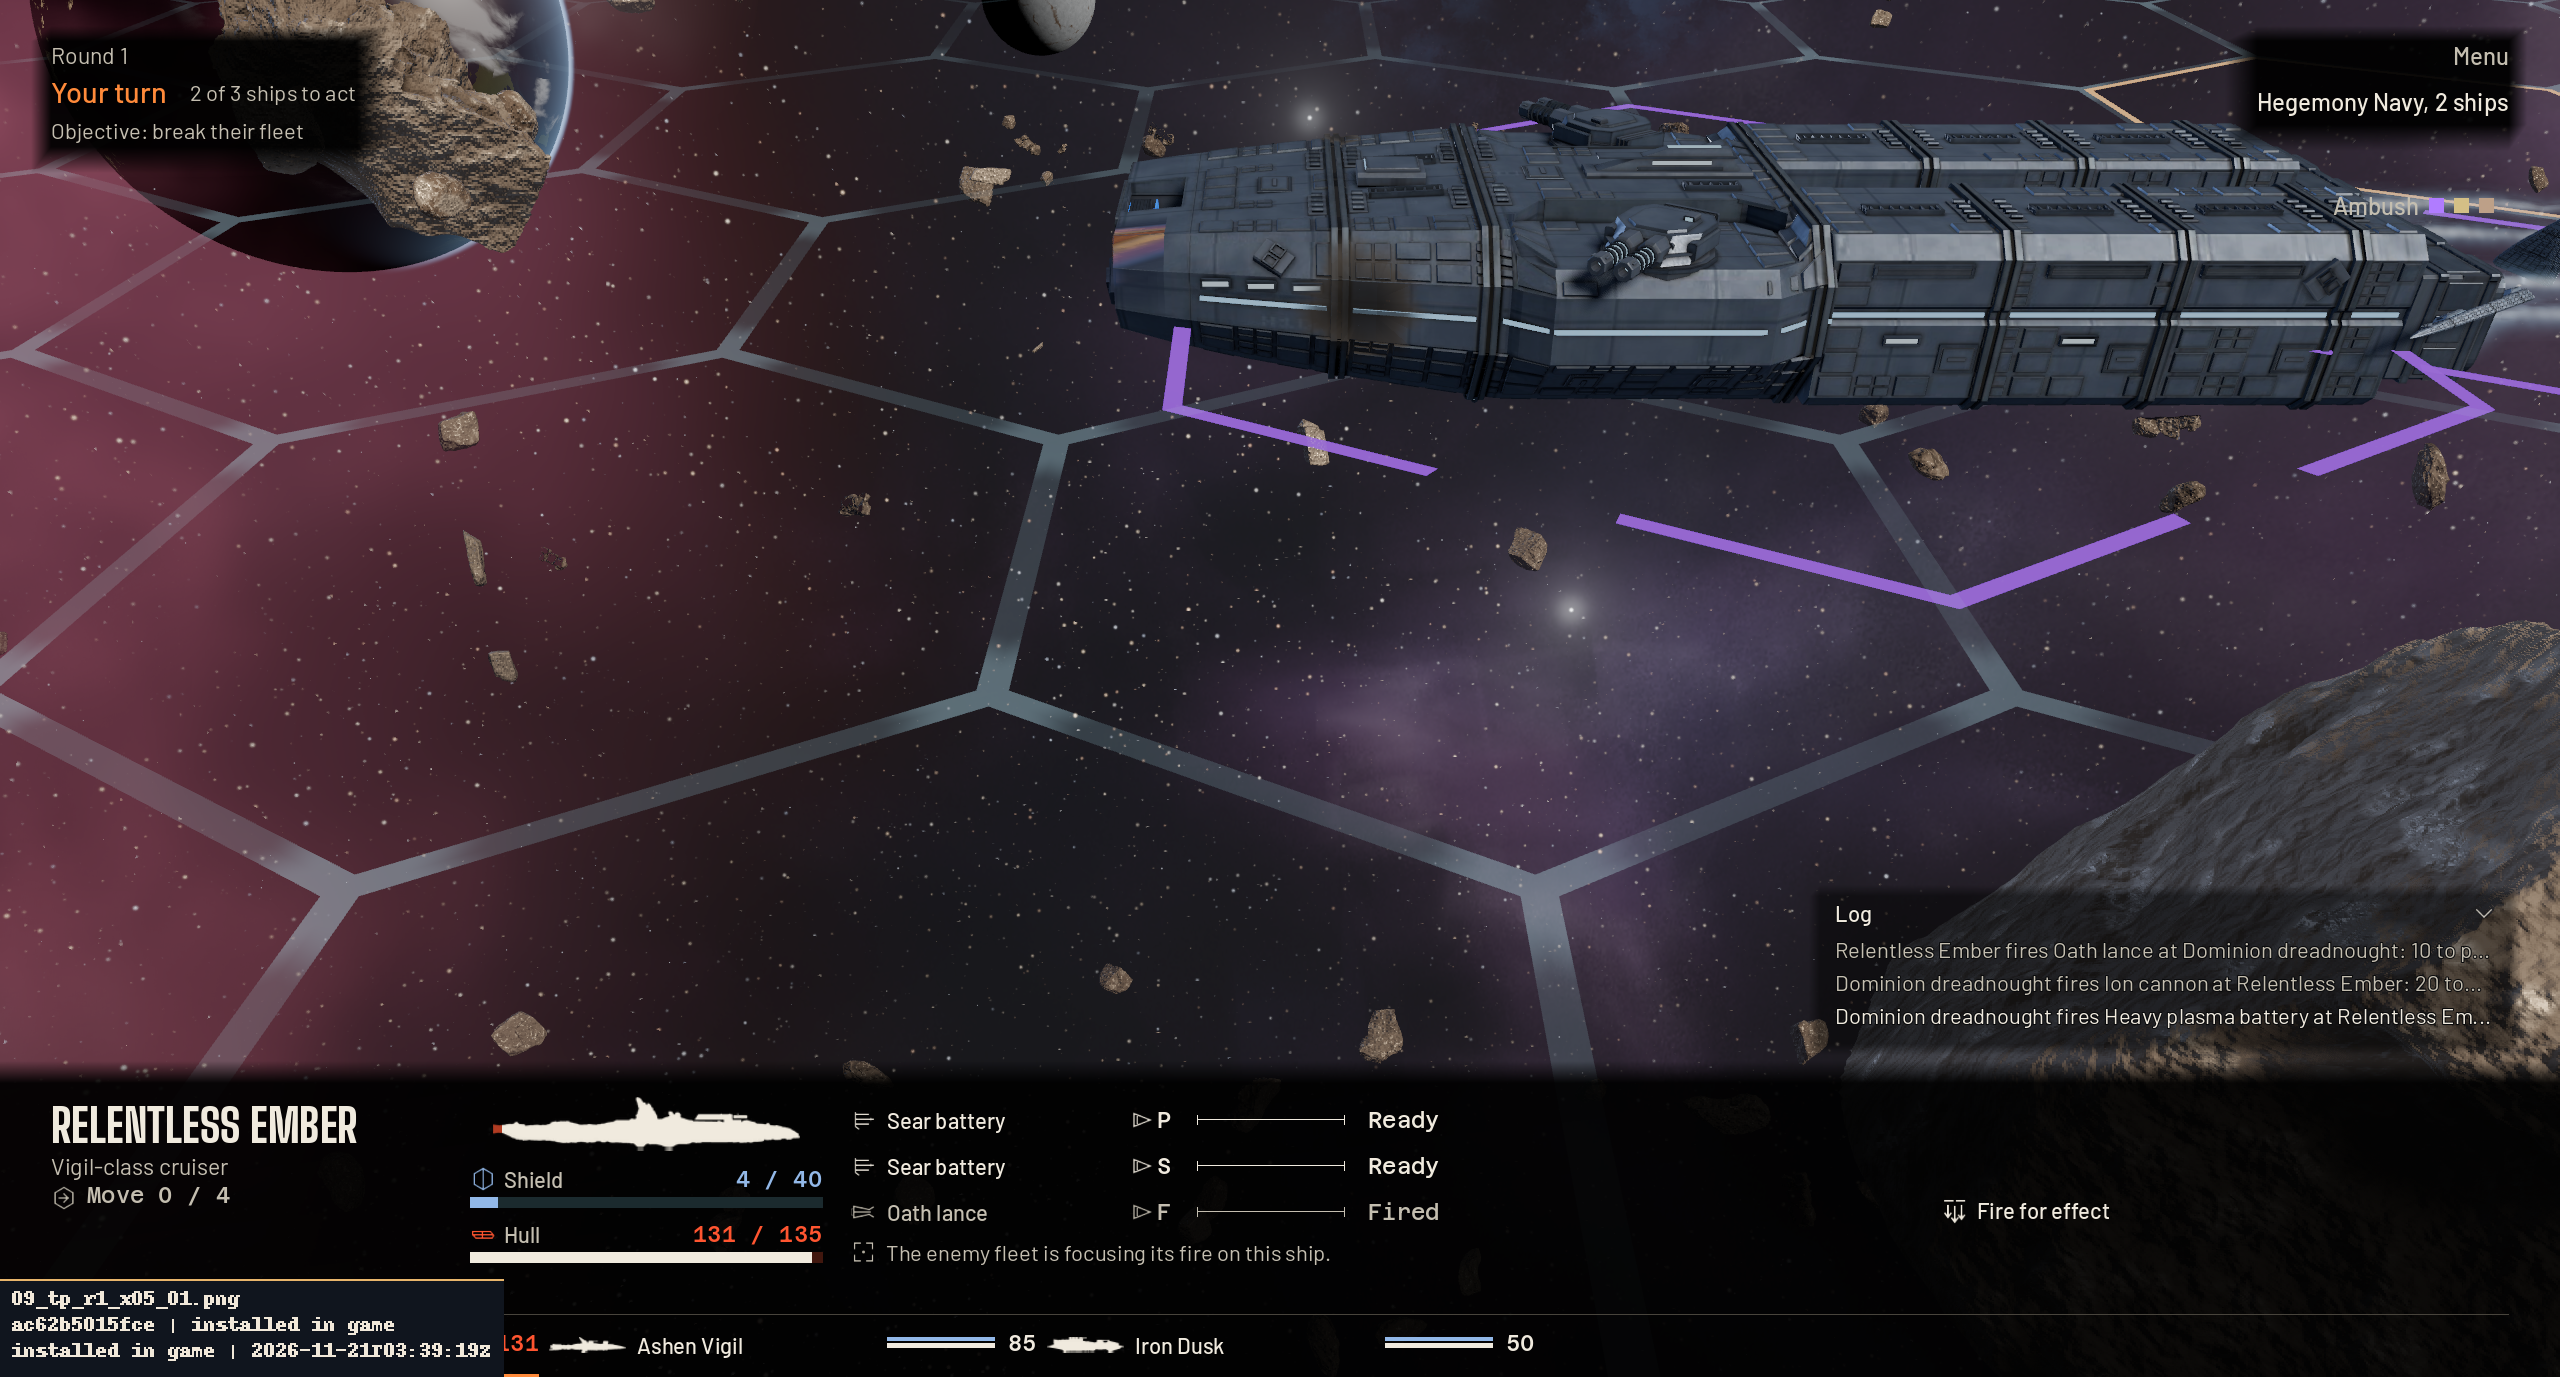 Round 1
Your turn 2 of 3 ships to act
Objective: break their fleet
Menu
Hegemony Navy, 2 ships
Ambush
Log
Relentless Ember fires Oath lance at Dominion dreadnought: 10 to p...
Dominion dreadnought fires Ion cannon at Relentless Ember: 20 to...
Dominion dreadnought fires Heavy plasma battery at Relentless Em...
RELENTLESS EMBER
Vigil-class cruiser
Move 0 / 4
Shield 4 / 40
Hull 131 / 135
Sear battery P Ready
Sear battery S Ready
Oath lance F Fired
The enemy fleet is focusing its fire on this ship.
Fire for effect
131 Ashen Vigil 85 Iron Dusk 50
09_tp_r1_x05_01.png
ac62b5015fce | installed in game
installed in game | 2026-11-21T03:39:19Z